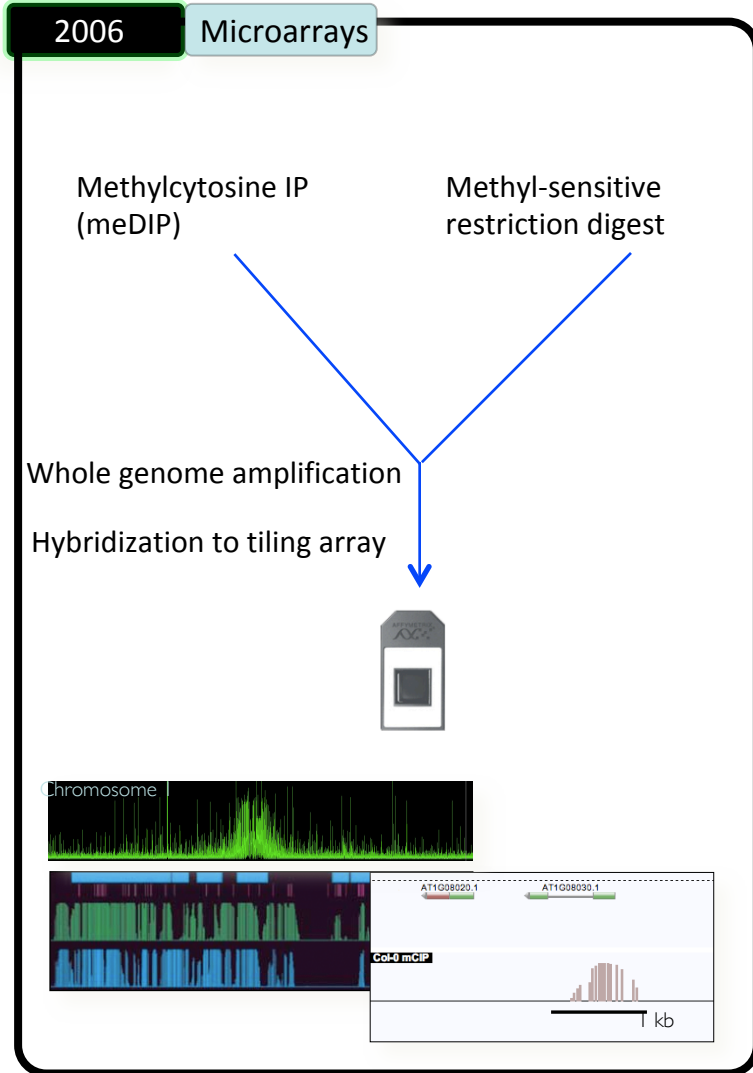 2006
Microarrays
Methylcytosine IP
(meDIP)
Methyl-sensitive
restriction digest
Whole genome amplification
Hybridization to tiling array
AFFYMETRIX
Chromosome 1
AT1G08020.1
AT1G08030.1
Col-0 mCIP
1 kb